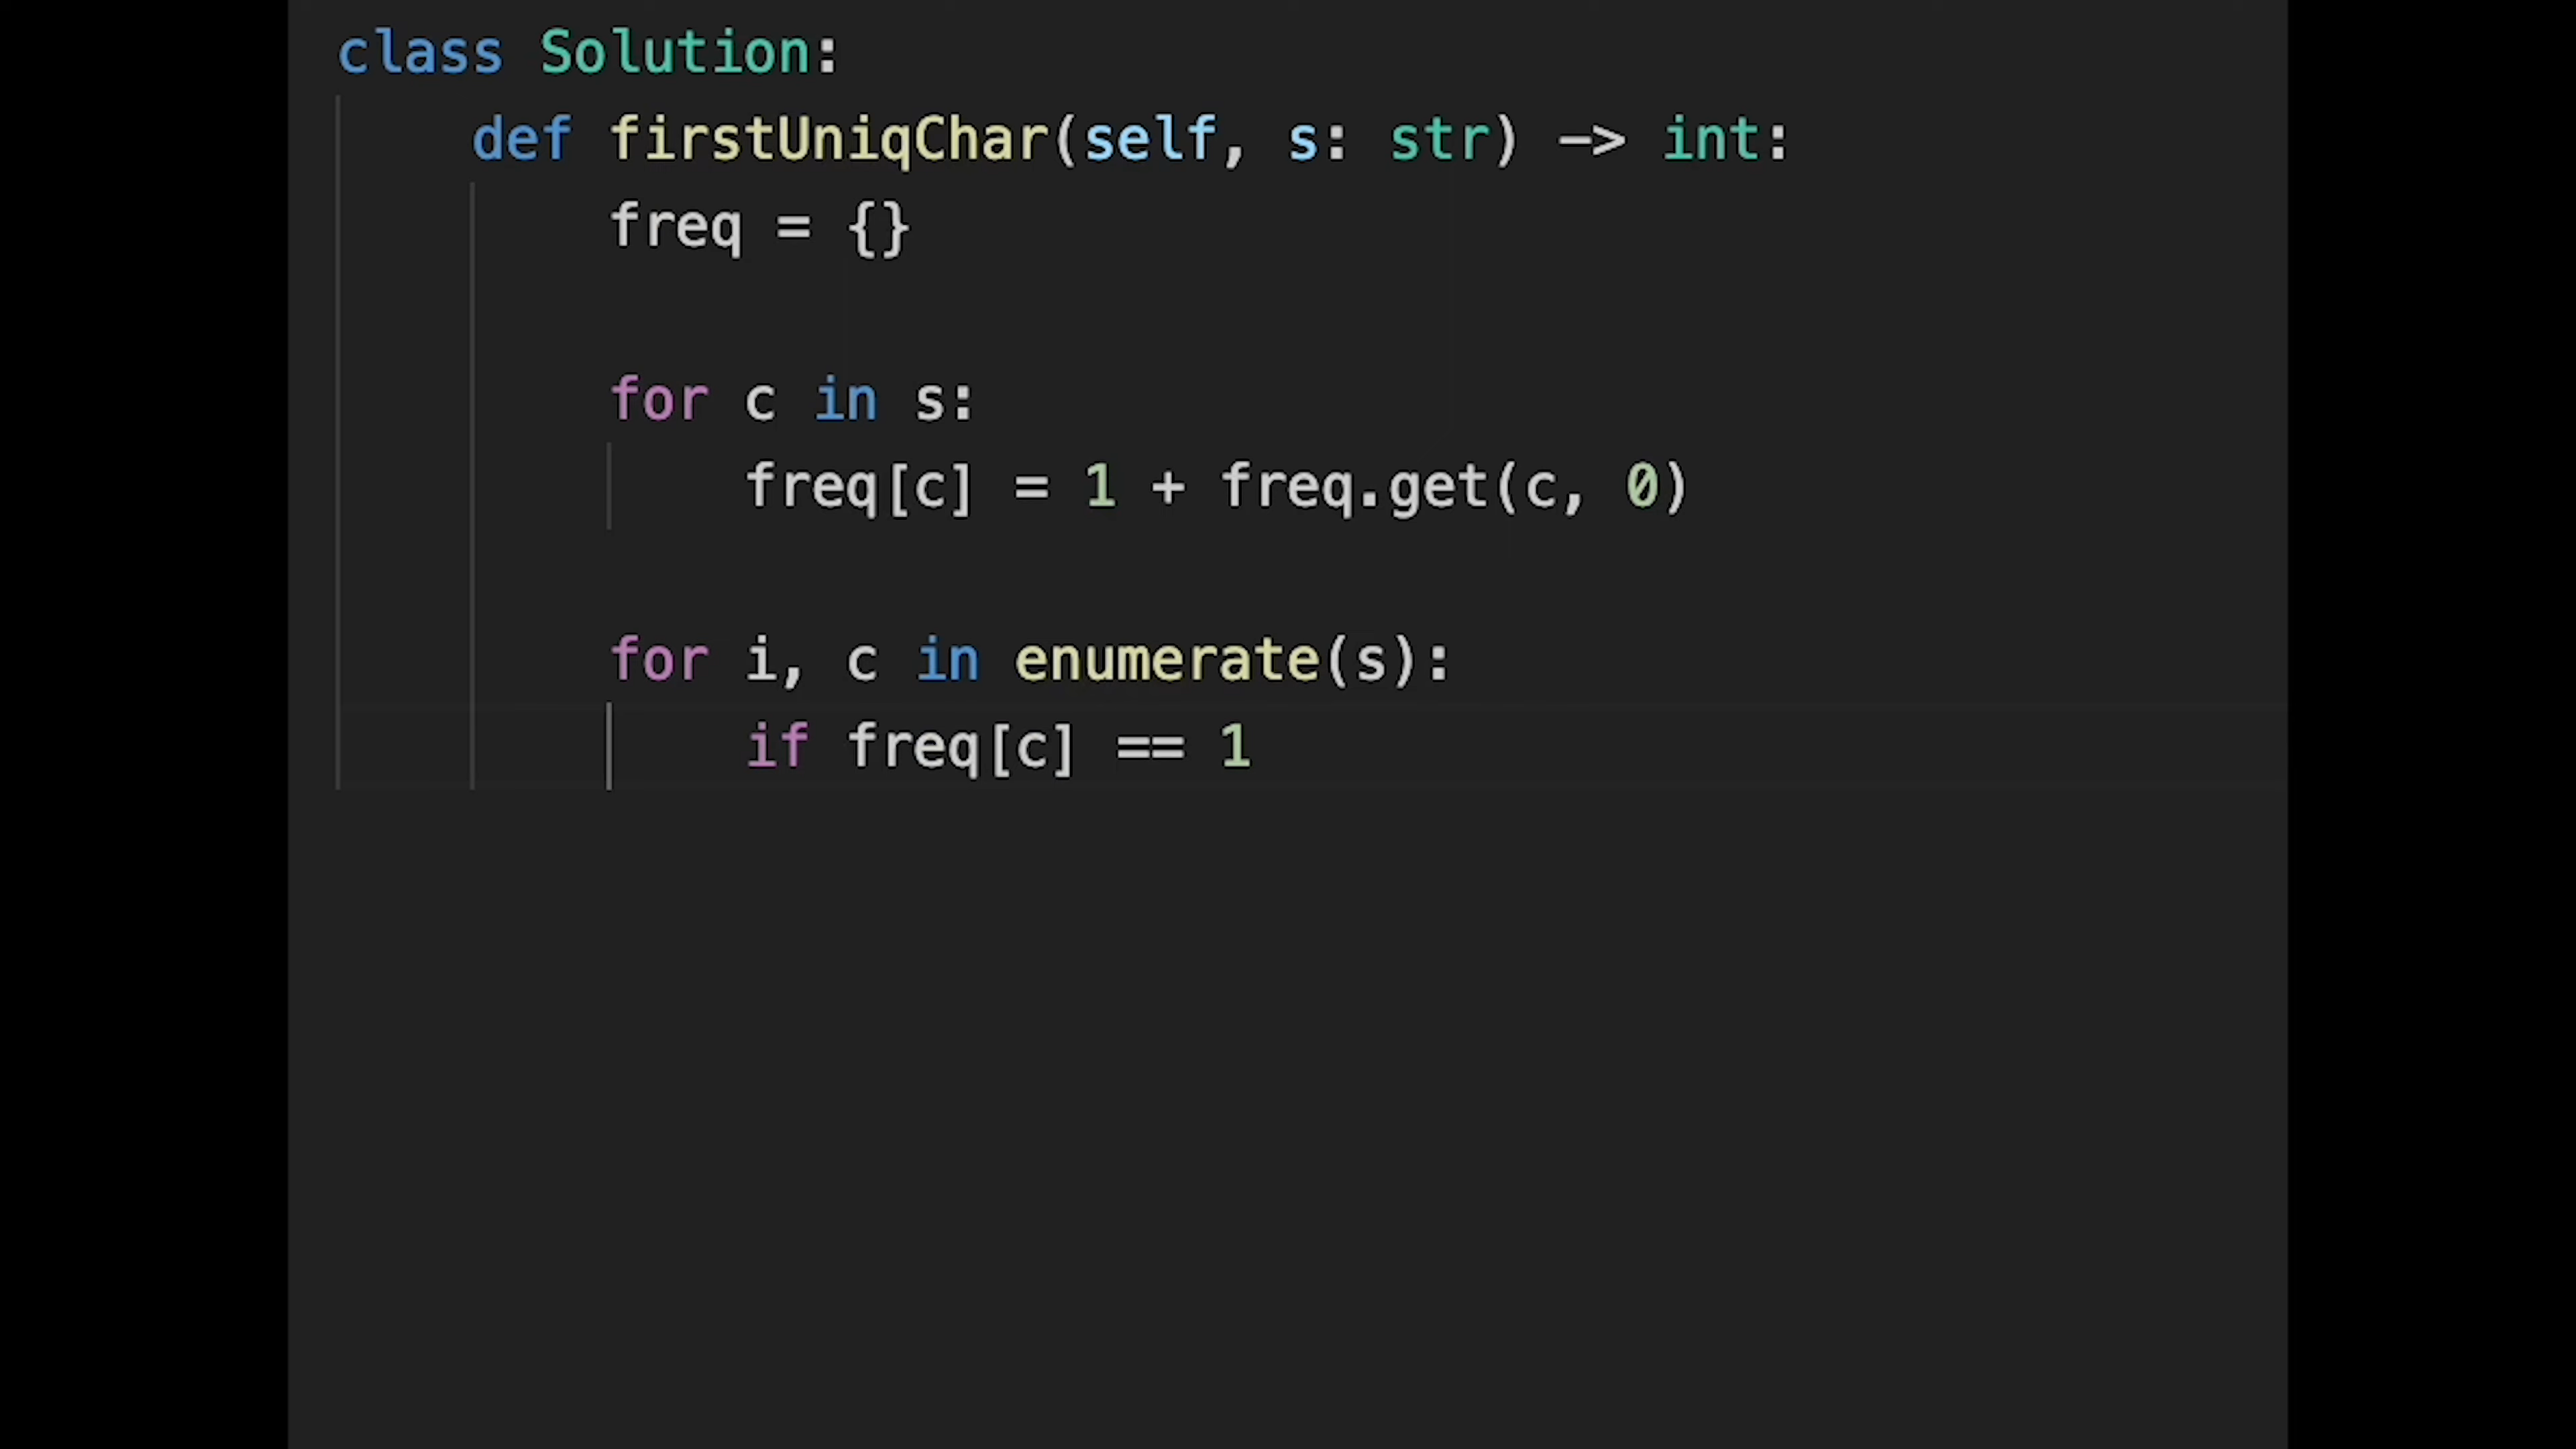 class Solution:
    def firstUniqChar(self, s: str) -> int:
        freq = {}
        for c in s:
            freq[c] = 1 + freq.get(c, 0)
        for i, c in enumerate(s):
            if freq[c] == 1